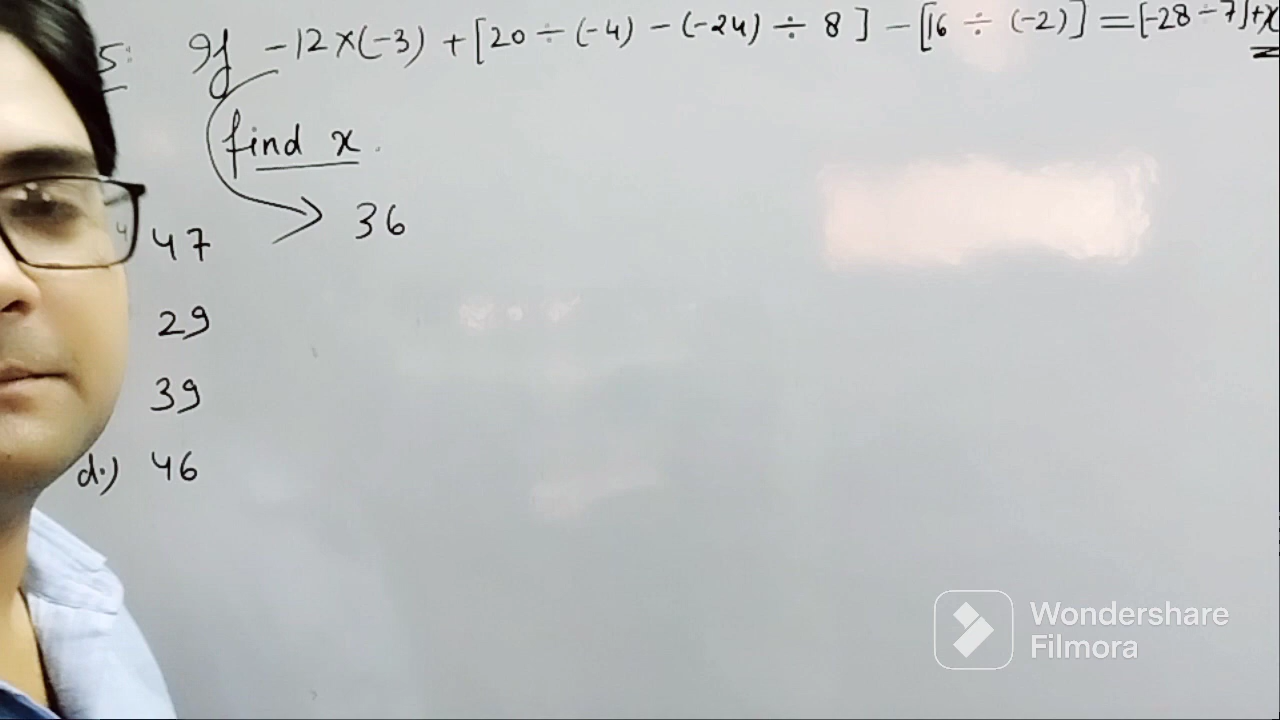 5: If -12×(-3) + [20 ÷ (-4) - (-24) ÷ 8] - [16 ÷ (-2)] = [-28 ÷ 7] + x
find x.
36
47
29
39
d.) 46
Wondershare
Filmora